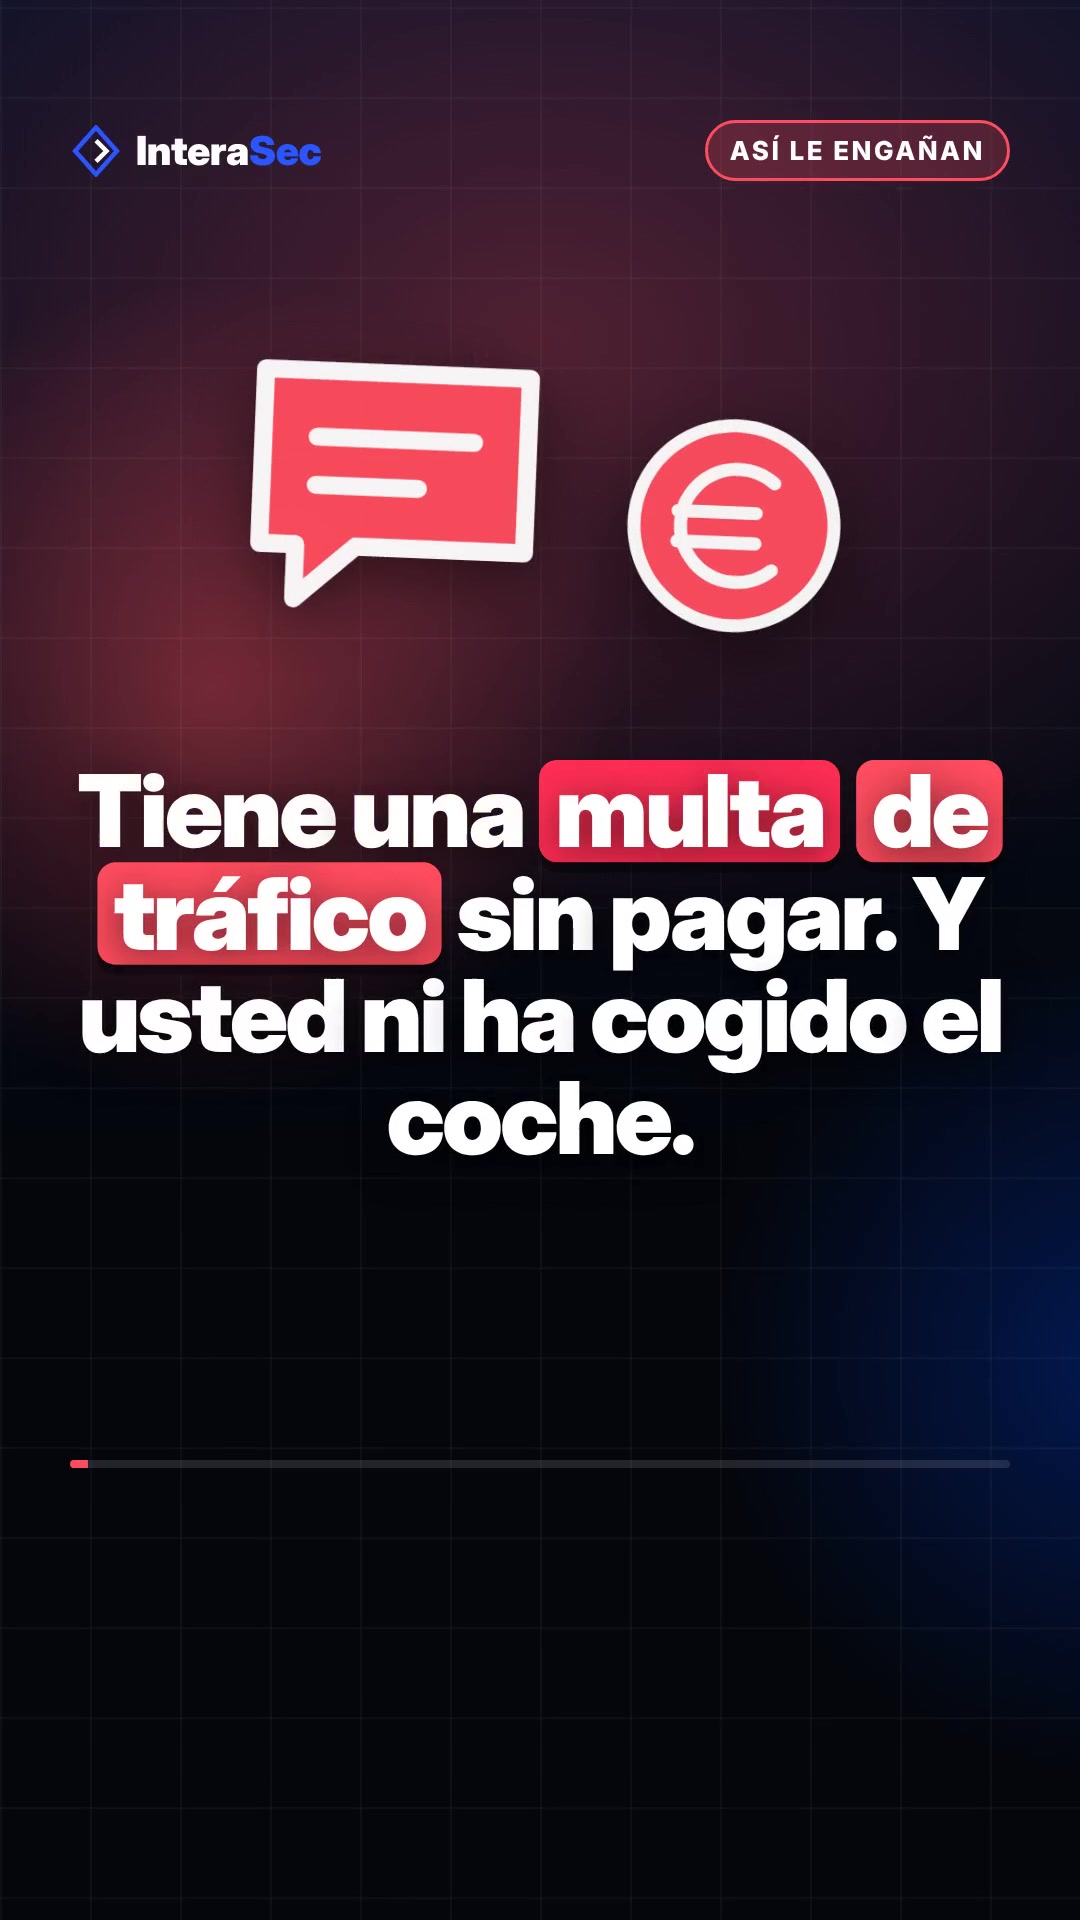 InteraSec
ASÍ LE ENGAÑAN
€
Tiene una multa de
tráfico sin pagar. Y
usted ni ha cogido el
coche.